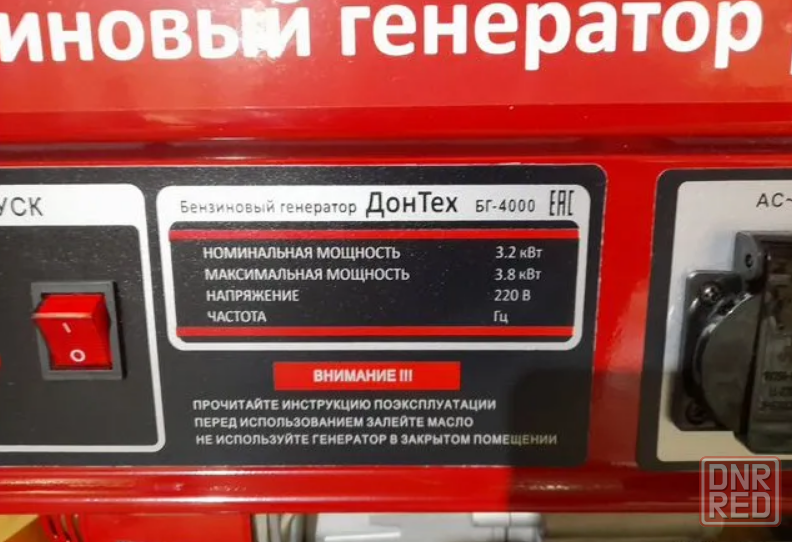 иновый генератор
УСК
Бензиновый генератор ДонТех БГ-4000 EAC
НОМИНАЛЬНАЯ МОЩНОСТЬ 3.2 кВт
МАКСИМАЛЬНАЯ МОЩНОСТЬ 3.8 кВт
НАПРЯЖЕНИЕ 220 В
ЧАСТОТА Гц
AC~
I
O
ВНИМАНИЕ !!!
ПРОЧИТАЙТЕ ИНСТРУКЦИЮ ПОЭКСПЛУАТАЦИИ
ПЕРЕД ИСПОЛЬЗОВАНИЕМ ЗАЛЕЙТЕ МАСЛО
НЕ ИСПОЛЬЗУЙТЕ ГЕНЕРАТОР В ЗАКРЫТОМ ПОМЕЩЕНИИ
DNR
RED